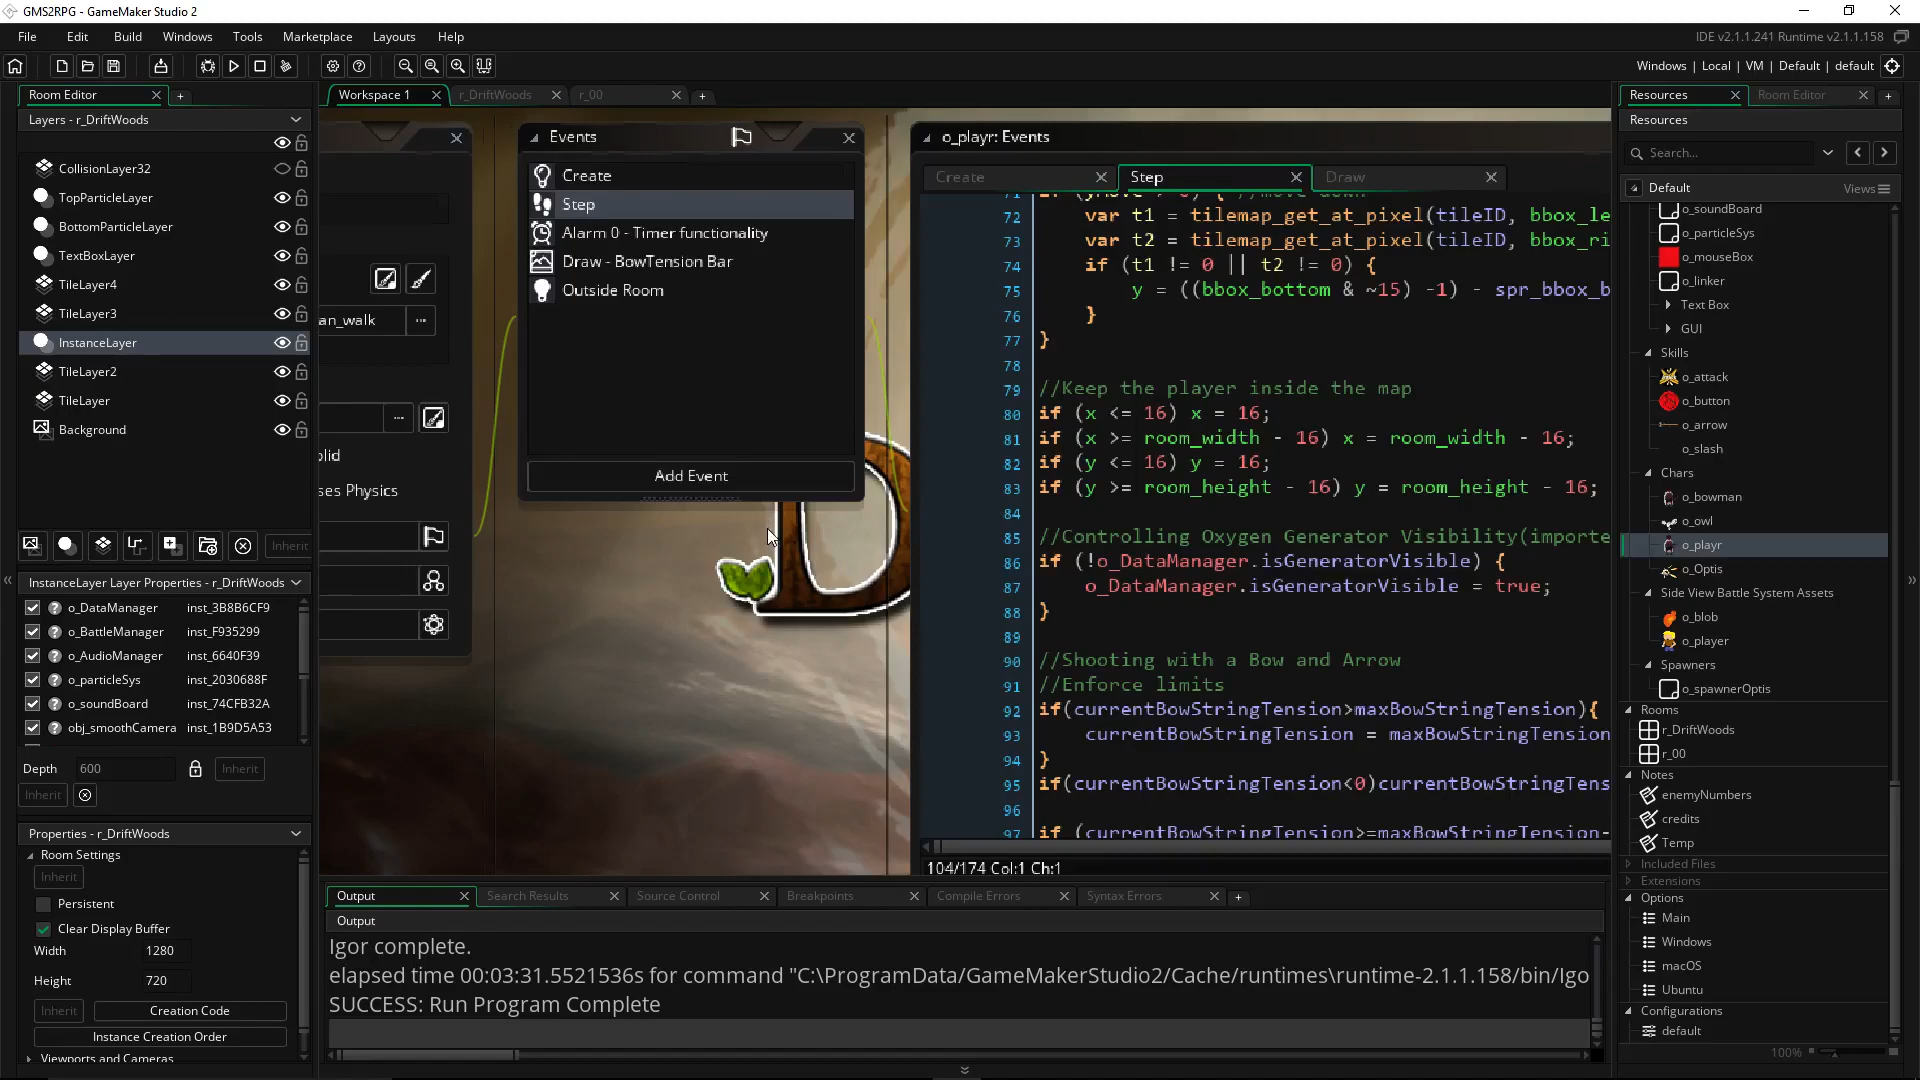 GMS2RPG - GameMaker Studio 2
File Edit Build Windows Tools Marketplace Layouts Help
IDE v2.1.1.241 Runtime v2.1.1.158
Windows | Local | VM | Default | default
Room Editor
Layers - r_DriftWoods
CollisionLayer32
TopParticleLayer
BottomParticleLayer
TextBoxLayer
TileLayer4
TileLayer3
InstanceLayer
TileLayer2
TileLayer
Background
Inherit
InstanceLayer Layer Properties - r_DriftWoods
o_DataManager inst_3B8B6CF9
o_BattleManager inst_F935299
o_AudioManager inst_6640F39
o_particleSys inst_2030688F
o_soundBoard inst_74CFB32A
obj_smoothCamera inst_1B9D5A53
Depth 600 Inherit
Inherit
Properties - r_DriftWoods
Room Settings
Inherit
Persistent
Clear Display Buffer
Width 1280
Height 720
Inherit Creation Code
Instance Creation Order
Viewports and Cameras
Workspace 1 r_DriftWoods r_00
an_walk
olid
ses Physics
Events
Create
Step
Alarm 0 - Timer functionality
Draw - BowTension Bar
Outside Room
Add Event
D
o_playr: Events
Create Step Draw
72 var t1 = tilemap_get_at_pixel(tileID, bbox_le
73 var t2 = tilemap_get_at_pixel(tileID, bbox_ri
74 if (t1 != 0 || t2 != 0) {
75 y = ((bbox_bottom & ~15) -1) - spr_bbox_b
76 }
77 }
78
79 //Keep the player inside the map
80 if (x <= 16) x = 16;
81 if (x >= room_width - 16) x = room_width - 16;
82 if (y <= 16) y = 16;
83 if (y >= room_height - 16) y = room_height - 16;
84
85 //Controlling Oxygen Generator Visibility(importe
86 if (!o_DataManager.isGeneratorVisible) {
87 o_DataManager.isGeneratorVisible = true;
88 }
89
90 //Shooting with a Bow and Arrow
91 //Enforce limits
92 if(currentBowStringTension>maxBowStringTension){
93 currentBowStringTension = maxBowStringTension
94 }
95 if(currentBowStringTension<0)currentBowStringTens
96
97 if (currentBowStringTension>=maxBowStringTension-
104/174 Col:1 Ch:1
Output Search Results Source Control Breakpoints Compile Errors Syntax Errors
Output
Igor complete.
elapsed time 00:03:31.5521536s for command "C:\ProgramData/GameMakerStudio2/Cache/runtimes\runtime-2.1.1.158/bin/Igo
SUCCESS: Run Program Complete
Resources Room Editor
Resources
Search...
Default Views
o_soundBoard
o_particleSys
o_mouseBox
o_linker
Text Box
GUI
Skills
o_attack
o_button
o_arrow
o_slash
Chars
o_bowman
o_owl
o_playr
o_Optis
Side View Battle System Assets
o_blob
o_player
Spawners
o_spawnerOptis
Rooms
r_DriftWoods
r_00
Notes
enemyNumbers
credits
Temp
Included Files
Extensions
Options
Main
Windows
macOS
Ubuntu
Configurations
default
100%